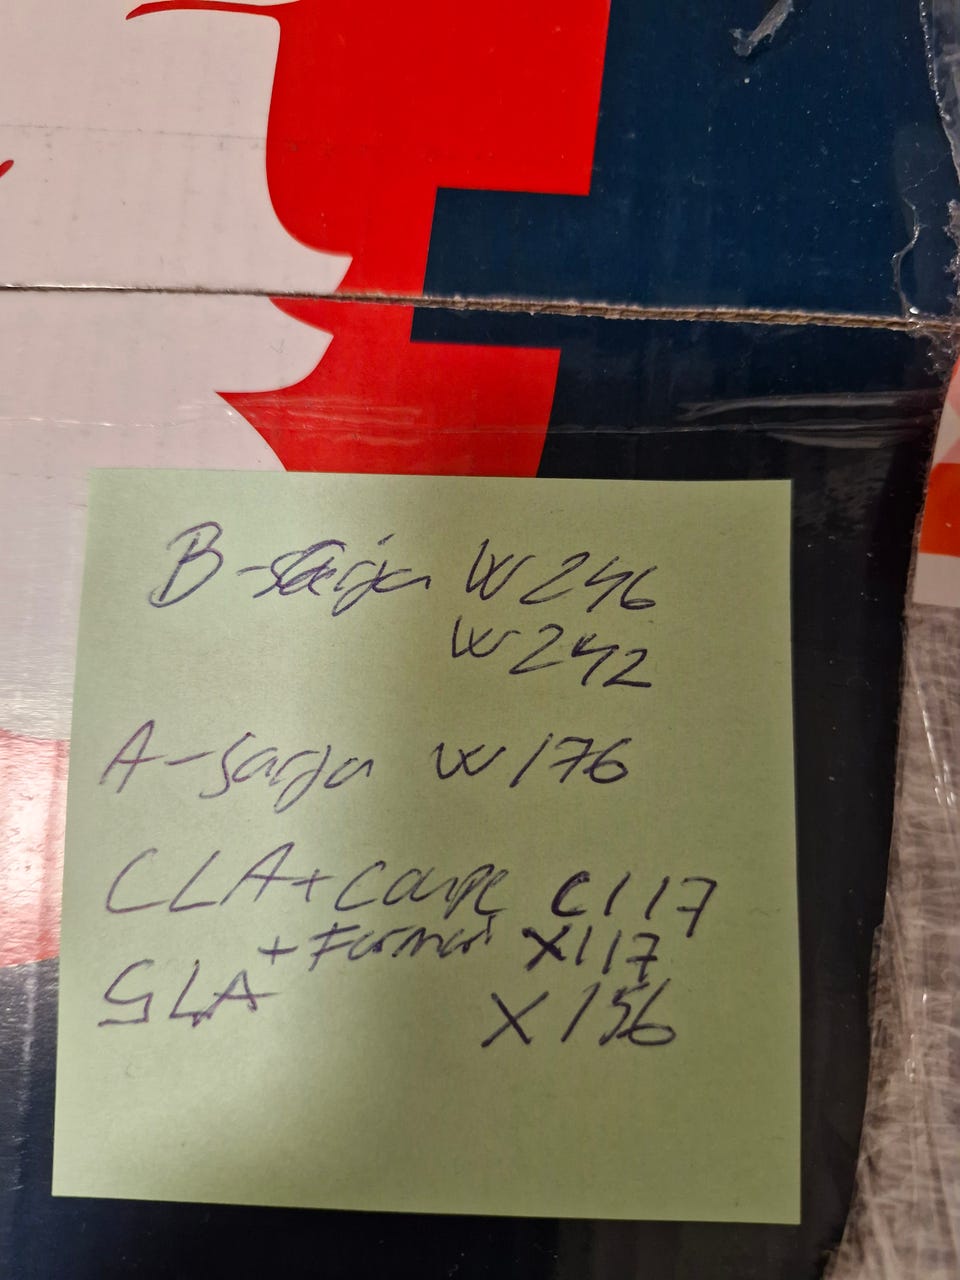 B-sarja W246
W242
A-sarja W176
CLA + Coupe C117
+ Farmari X117
GLA X156